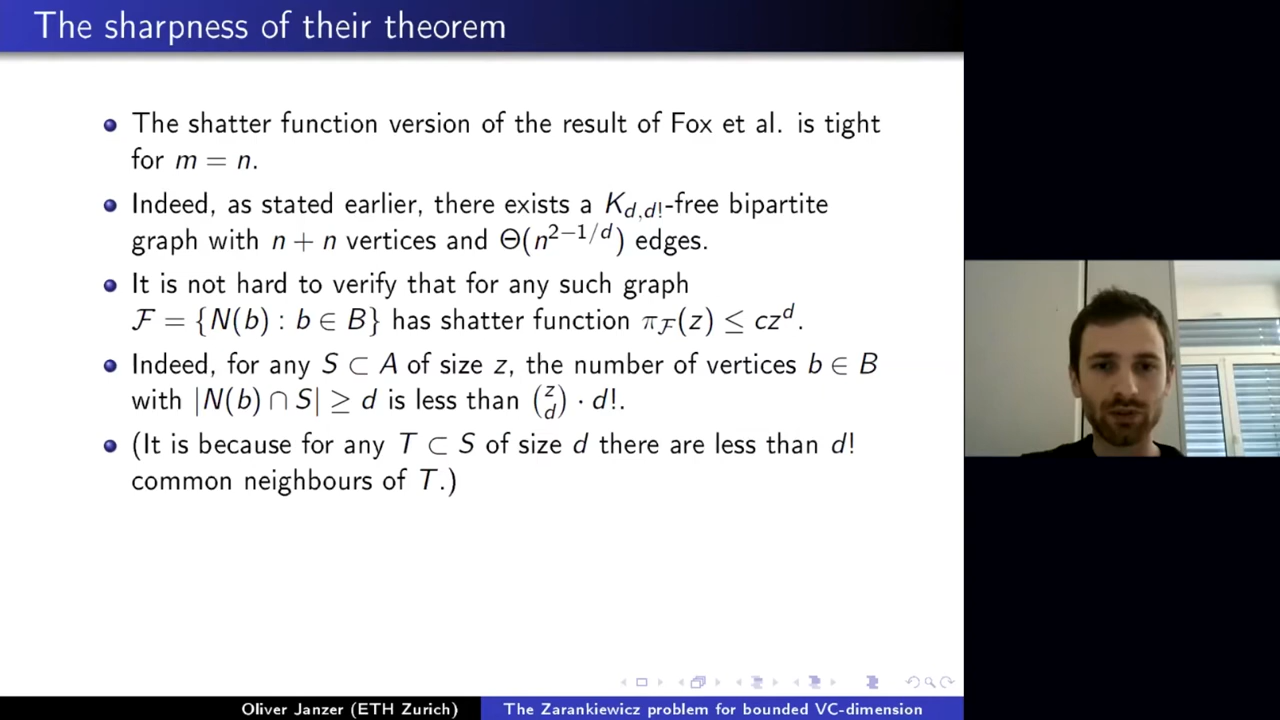 The sharpness of their theorem
The shatter function version of the result of Fox et al. is tight
for m = n.
Indeed, as stated earlier, there exists a K_{d,d!}-free bipartite
graph with n + n vertices and Θ(n^{2−1/d}) edges.
It is not hard to verify that for any such graph
𝓕 = {N(b) : b ∈ B} has shatter function π_𝓕(z) ≤ cz^d.
Indeed, for any S ⊂ A of size z, the number of vertices b ∈ B
with |N(b) ∩ S| ≥ d is less than \binom{z}{d} · d!.
(It is because for any T ⊂ S of size d there are less than d!
common neighbours of T.)
Oliver Janzer (ETH Zurich) The Zarankiewicz problem for bounded VC-dimension